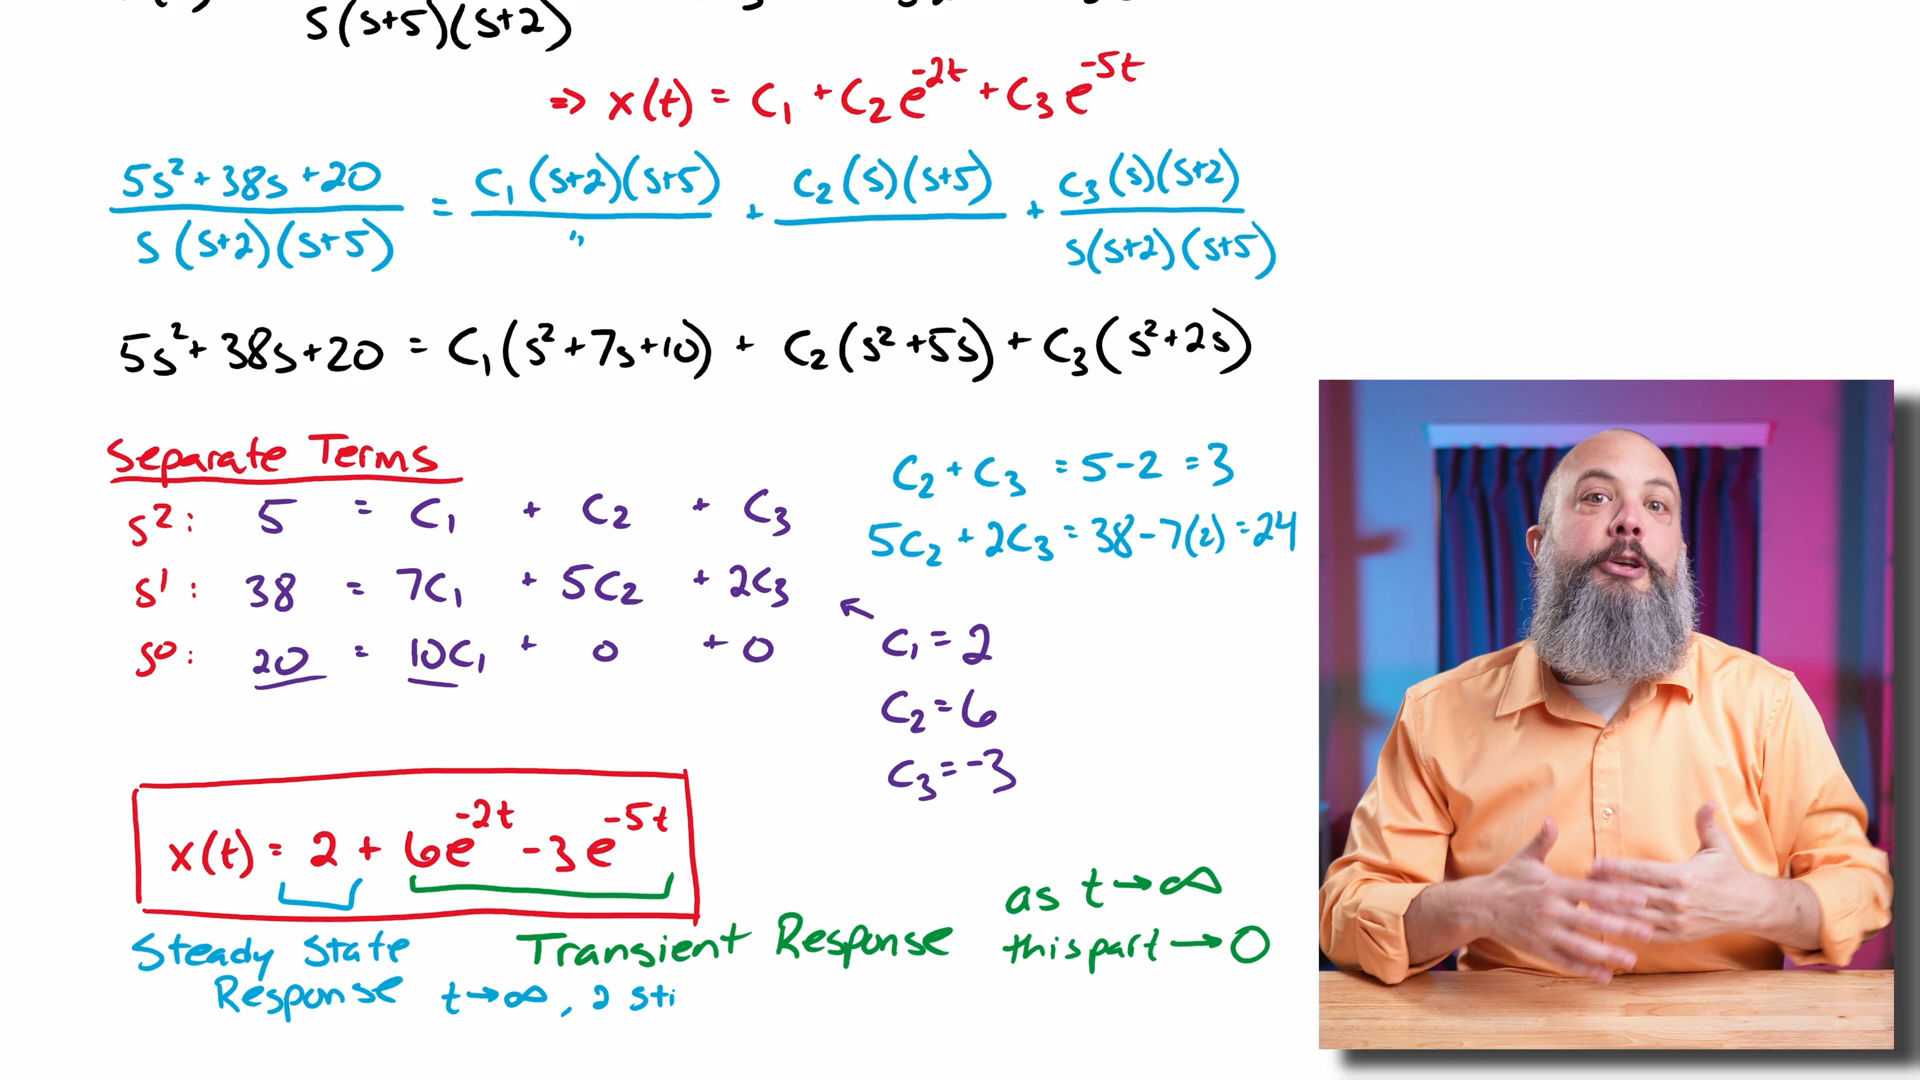 s(s+5)(s+2)
=> x(t) = C₁ + C₂e^-2t + C₃e^-5t
5s²+38s+20 = C₁(s+2)(s+5) + C₂(s)(s+5) + C₃(s)(s+2)
s(s+2)(s+5) " s(s+2)(s+5)
5s²+38s+20 = C₁(s²+7s+10) + C₂(s²+5s) + C₃(s²+2s)
Separate Terms
s²: 5 = C₁ + C₂ + C₃
s¹: 38 = 7C₁ + 5C₂ + 2C₃
s⁰: 20 = 10C₁ + 0 + 0
C₂ + C₃ = 5-2 = 3
5C₂ + 2C₃ = 38-7(2) = 24
C₁ = 2
C₂ = 6
C₃ = -3
x(t) = 2 + 6e^-2t - 3e^-5t
Steady State
Response t→∞, 2 sti
Transient Response
as t→∞
this part → 0